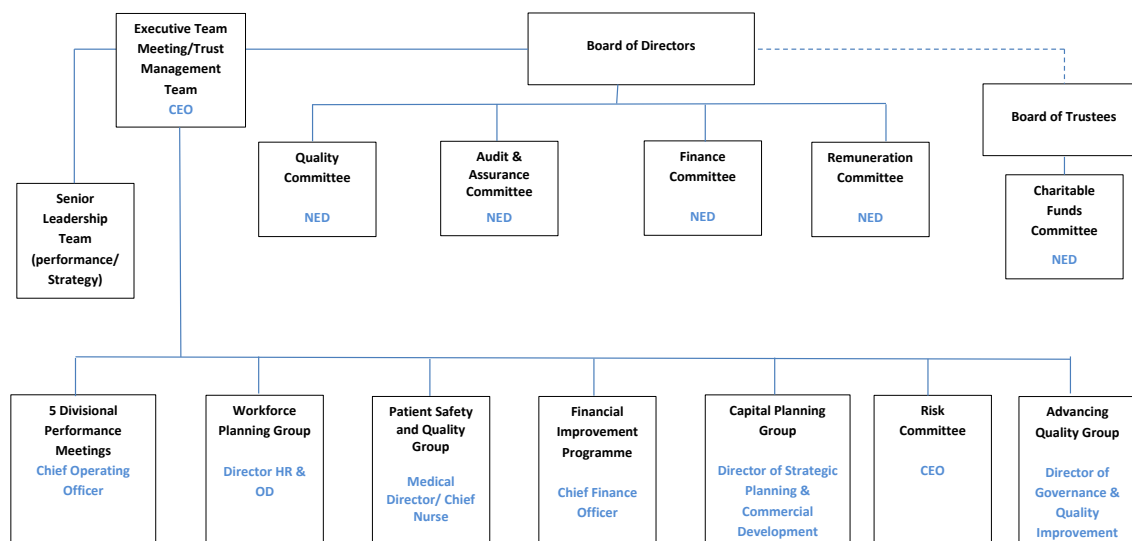 Executive Team
Meeting/Trust
Management
Team
CEO
Board of Directors
Board of Trustees
Senior
Leadership
Team
(performance/
Strategy)
Quality
Committee
NED
Audit &
Assurance
Committee
NED
Finance
Committee
NED
Remuneration
Committee
NED
Charitable
Funds
Committee
NED
5 Divisional
Performance
Meetings
Chief Operating
Officer
Workforce
Planning Group
Director HR &
OD
Patient Safety
and Quality
Group
Medical
Director/ Chief
Nurse
Financial
Improvement
Programme
Chief Finance
Officer
Capital Planning
Group
Director of Strategic
Planning &
Commercial
Development
Risk
Committee
CEO
Advancing
Quality Group
Director of
Governance &
Quality
Improvement